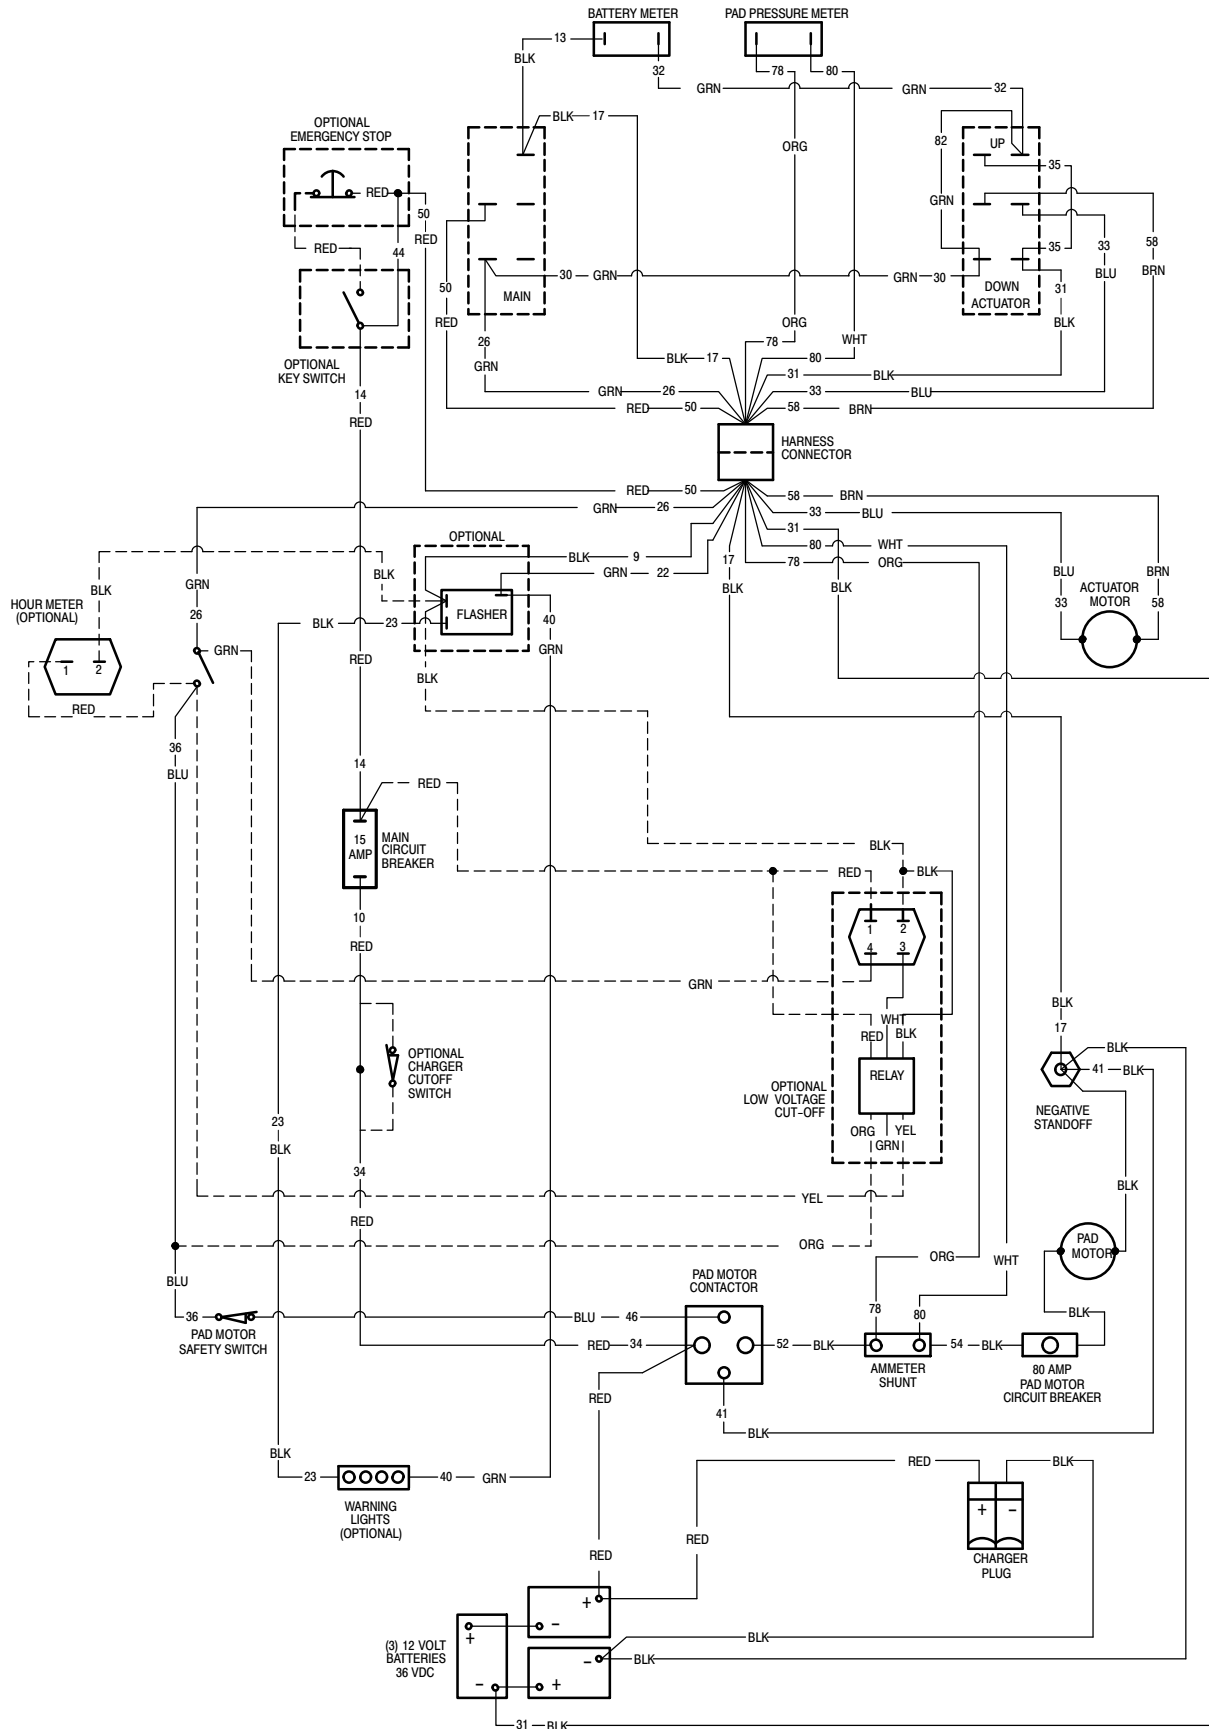 BATTERY METER
PAD PRESSURE METER
13
BLK
32
78
80
GRN
GRN
32
BLK
17
OPTIONAL
EMERGENCY STOP
82
UP
ORG
35
RED
50
GRN
RED
RED
44
33
35
58
BLU
BRN
30
GRN
GRN
30
50
MAIN
DOWN
ACTUATOR
31
RED
ORG
BLK
26
78
WHT
GRN
BLK
17
80
OPTIONAL
KEY SWITCH
31
BLK
14
GRN
26
33
BLU
RED
RED
50
58
BRN
HARNESS
CONNECTOR
RED
50
58
BRN
GRN
26
33
BLU
OPTIONAL
31
80
WHT
BLK
9
17
78
ORG
BLK
GRN
22
BLK
BLU
BRN
GRN
BLK
BLK
ACTUATOR
MOTOR
HOUR METER
(OPTIONAL)
26
FLASHER
33
58
BLK
23
40
GRN
GRN
RED
1
2
BLK
RED
36
BLU
14
RED
15
AMP
MAIN
CIRCUIT
BREAKER
BLK
RED
BLK
10
1
2
RED
4
3
GRN
BLK
WHT
17
RED
BLK
BLK
OPTIONAL
CHARGER
CUTOFF
SWITCH
41
BLK
RELAY
OPTIONAL
LOW VOLTAGE
CUT-OFF
NEGATIVE
STANDOFF
23
BLK
ORG
YEL
GRN
34
BLK
YEL
RED
ORG
PAD
MOTOR
ORG
WHT
BLU
PAD MOTOR
CONTACTOR
78
80
BLK
36
BLU
46
PAD MOTOR
SAFETY SWITCH
RED
34
52
BLK
54
BLK
AMMETER
SHUNT
80 AMP
PAD MOTOR
CIRCUIT BREAKER
RED
41
BLK
BLK
RED
BLK
23
40
GRN
WARNING
LIGHTS
(OPTIONAL)
+
-
RED
RED
CHARGER
PLUG
+
-
+
BLK
(3) 12 VOLT
BATTERIES
36 VDC
-
BLK
-
+
31
BLK